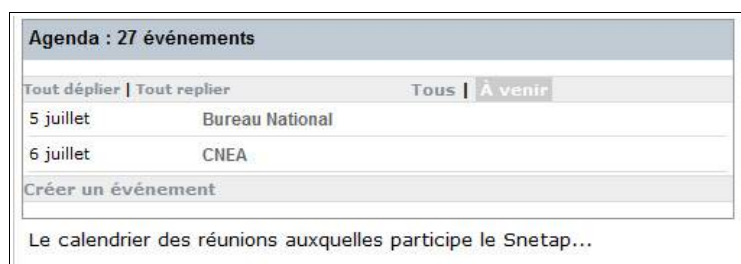 Agenda : 27 événements
Tout déplier | Tout replier Tous | À venir
5 juillet Bureau National
6 juillet CNEA
Créer un événement
Le calendrier des réunions auxquelles participe le Snetap...